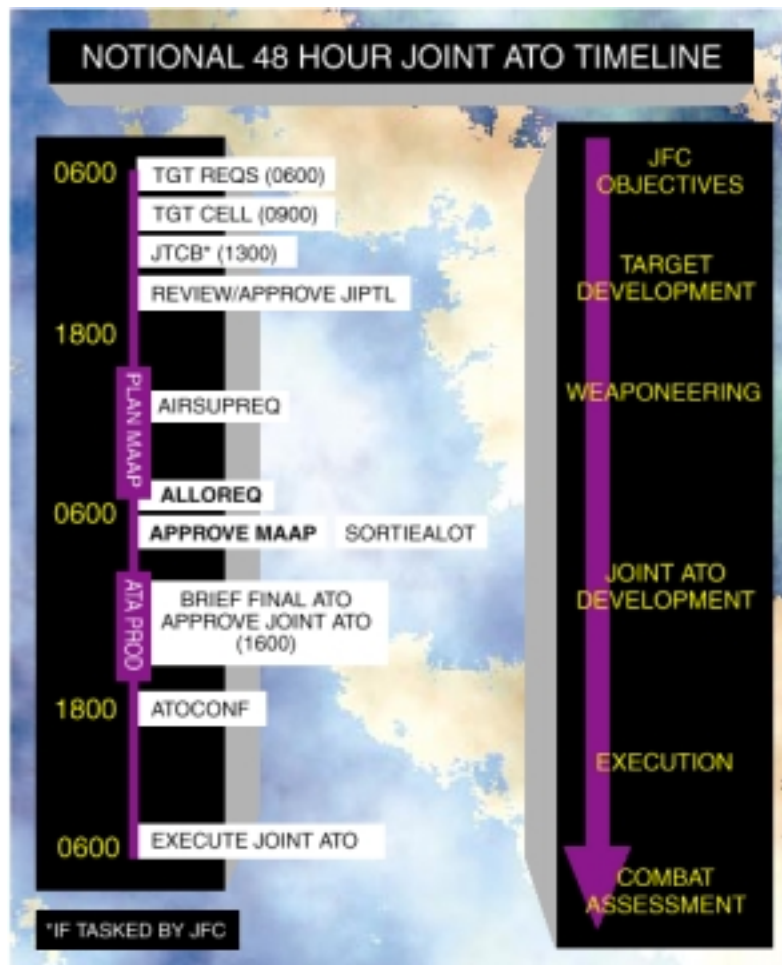 NOTIONAL 48 HOUR JOINT ATO TIMELINE
0600
TGT REQS (0600)
TGT CELL (0900)
JTCB* (1300)
REVIEW/APPROVE JIPTL
1800
PLAN MAAP
AIRSUPREQ
ALLOREQ
0600
APPROVE MAAP
SORTIEALOT
ATA PROD
BRIEF FINAL ATO
APPROVE JOINT ATO
(1600)
1800
ATOCONF
0600
EXECUTE JOINT ATO
*IF TASKED BY JFC
JFC
OBJECTIVES
TARGET
DEVELOPMENT
WEAPONEERING
JOINT ATO
DEVELOPMENT
EXECUTION
COMBAT
ASSESSMENT